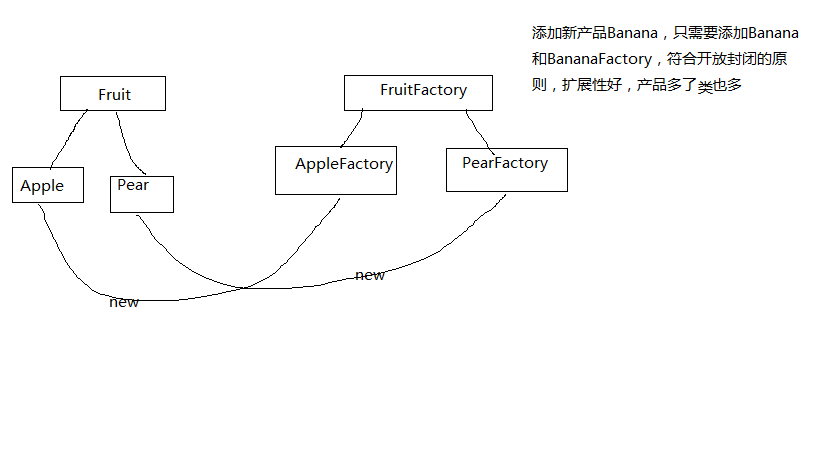 添加新产品Banana，只需要添加Banana
和BananaFactory，符合开放封闭的原
则，扩展性好，产品多了类也多
Fruit
FruitFactory
Apple
Pear
AppleFactory
PearFactory
new
new